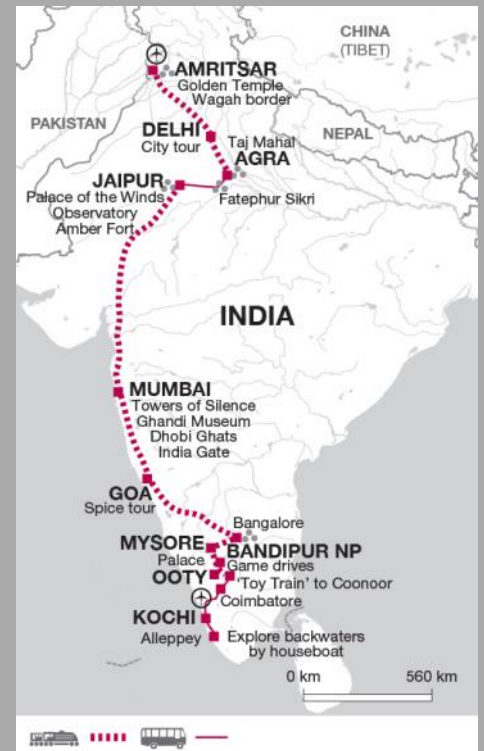 CHINA
(TIBET)
AMRITSAR
Golden Temple
Wagah border
PAKISTAN
DELHI
City tour
NEPAL
Taj Mahal
AGRA
JAIPUR
Palace of the Winds
Observatory
Amber Fort
Fatephur Sikri
INDIA
MUMBAI
Towers of Silence
Ghandi Museum
Dhobi Ghats
India Gate
GOA
Spice tour
Bangalore
MYSORE
Palace
BANDIPUR NP
Game drives
OOTY
'Toy Train' to Coonoor
Coimbatore
KOCHI
Alleppey
Explore backwaters
by houseboat
0 km 560 km